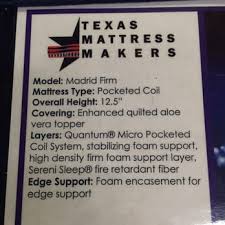 TEXAS
MATTRESS
MAKERS
Model: Madrid Firm
Mattress Type: Pocketed Coil
Overall Height: 12.5"
Covering: Enhanced quilted aloe
vera topper
Layers: Quantum® Micro Pocketed
Coil System, stabilizing foam support,
high density firm foam support layer,
Sereni Sleep® fire retardant fiber
Edge Support: Foam encasement for
edge support